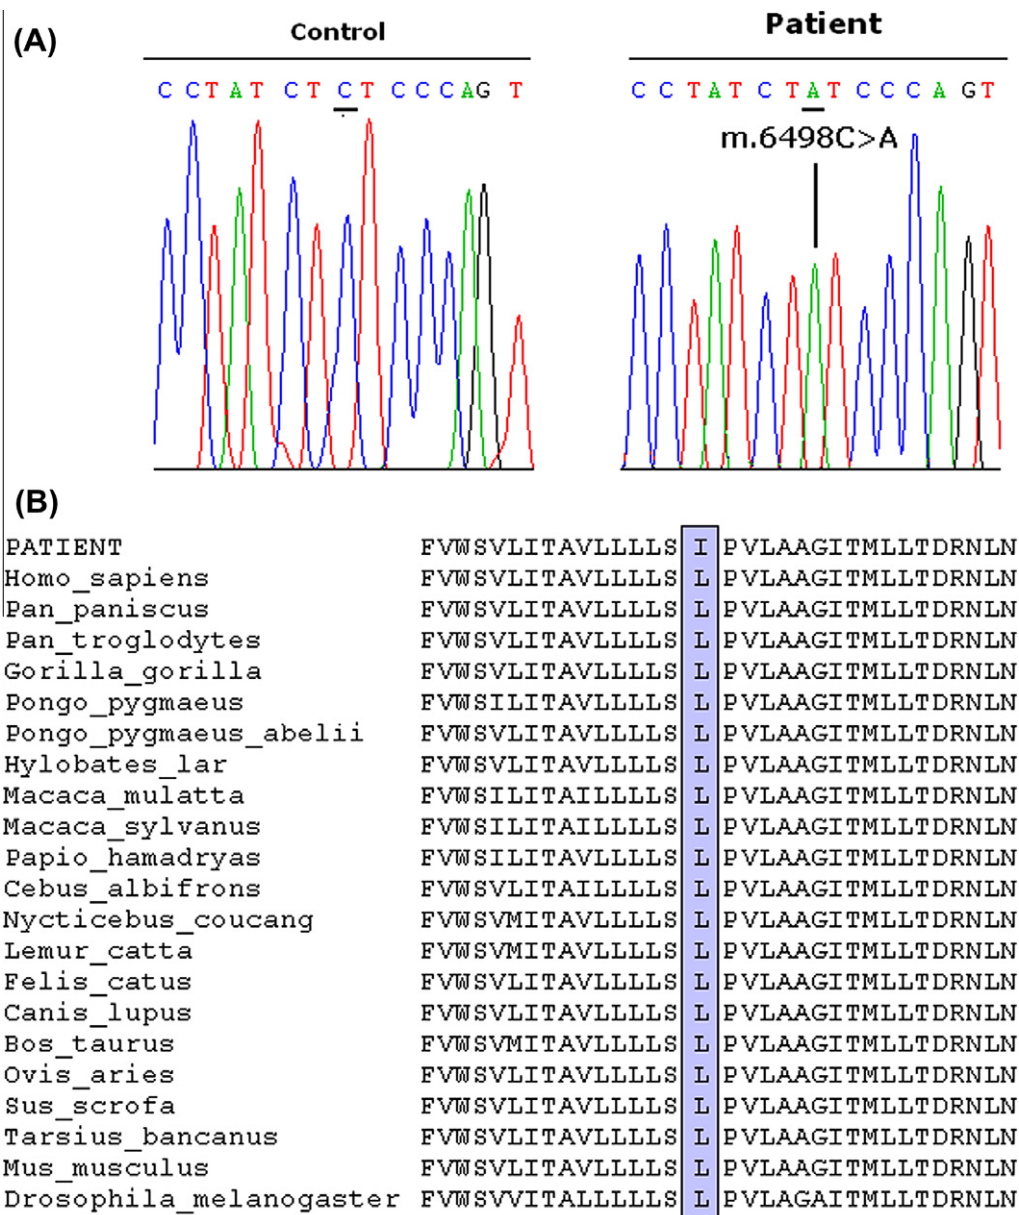 (A)
Control
Patient
C C T A T C T C T C C C A G T
C C T A T C T A T C C C A G T
m.6498C>A
(B)
PATIENT FVWSVLITAVLLLLS I PVLAAGITMLLTDRNLN
Homo_sapiens FVWSVLITAVLLLLS L PVLAAGITMLLTDRNLN
Pan_paniscus FVWSVLITAVLLLLS L PVLAAGITMLLTDRNLN
Pan_troglodytes FVWSVLITAVLLLLS L PVLAAGITMLLTDRNLN
Gorilla_gorilla FVWSVLITAVLLLLS L PVLAAGITMLLTDRNLN
Pongo_pygmaeus FVWSILITAVLLLLS L PVLAAGITMLLTDRNLN
Pongo_pygmaeus_abelii FVWSVLITAVLLLLS L PVLAAGITMLLTDRNLN
Hylobates_lar FVWSVLITAVLLLLS L PVLAAGITMLLTDRNLN
Macaca_mulatta FVWSILITAILLLLS L PVLAAGITMLLTDRNLN
Macaca_sylvanus FVWSILITAILLLLS L PVLAAGITMLLTDRNLN
Papio_hamadryas FVWSILITAILLLLS L PVLAAGITMLLTDRNLN
Cebus_albifrons FVWSVLITAILLLLS L PVLAAGITMLLTDRNLN
Nycticebus_coucang FVWSVMITAVLLLLS L PVLAAGITMLLTDRNLN
Lemur_catta FVWSVMITAVLLLLS L PVLAAGITMLLTDRNLN
Felis_catus FVWSVLITAVLLLLS L PVLAAGITMLLTDRNLN
Canis_lupus FVWSVLITAVLLLLS L PVLAAGITMLLTDRNLN
Bos_taurus FVWSVMITAVLLLLS L PVLAAGITMLLTDRNLN
Ovis_aries FVWSVLITAVLLLLS L PVLAAGITMLLTDRNLN
Sus_scrofa FVWSVLITAVLLLLS L PVLAAGITMLLTDRNLN
Tarsius_bancanus FVWSVLITAVLLLLS L PVLAAGITMLLTDRNLN
Mus_musculus FVWSVLITAVLLLLS L PVLAAGITMLLTDRNLN
Drosophila_melanogaster FVWSVVITALLLLLS L PVLAGAITMLLTDRNLN